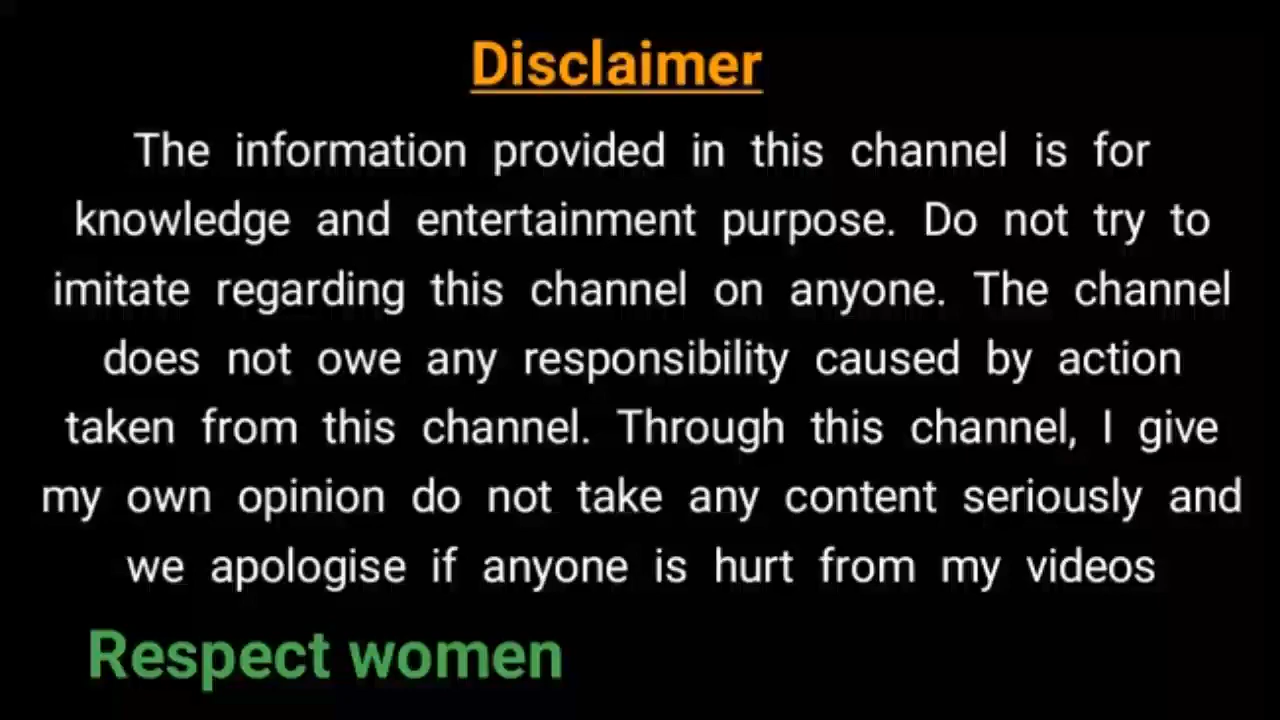 Disclaimer
The information provided in this channel is for
knowledge and entertainment purpose. Do not try to
imitate regarding this channel on anyone. The channel
does not owe any responsibility caused by action
taken from this channel. Through this channel, I give
my own opinion do not take any content seriously and
we apologise if anyone is hurt from my videos
Respect women